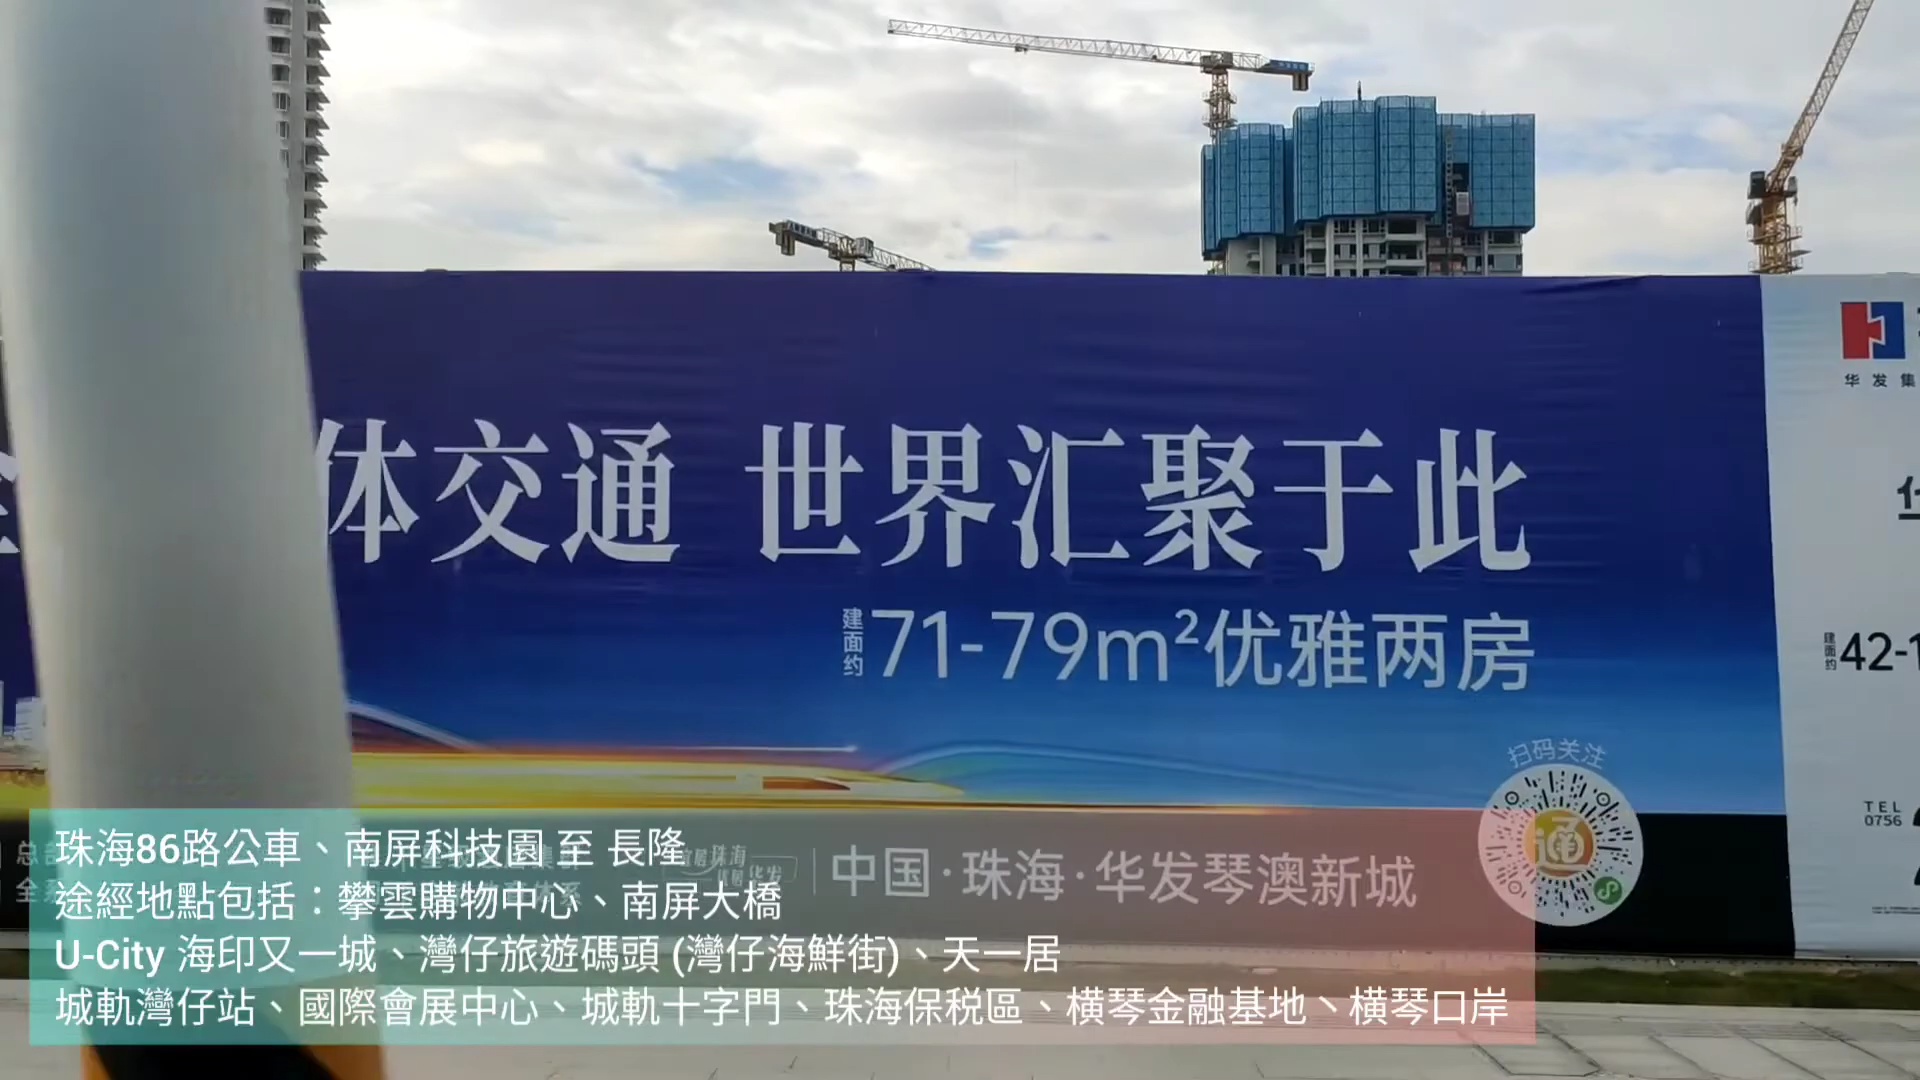 体交通 世界汇聚于此
建面约71-79m²优雅两房
扫码关注
通
中国·珠海·华发琴澳新城
华发集
建面约42-1
TEL
0756
珠海86路公車、南屏科技園 至 長隆
途經地點包括：攀雲購物中心、南屏大橋
U-City 海印又一城、灣仔旅遊碼頭 (灣仔海鮮街)、天一居
城軌灣仔站、國際會展中心、城軌十字門、珠海保税區、横琴金融基地丶横琴口岸